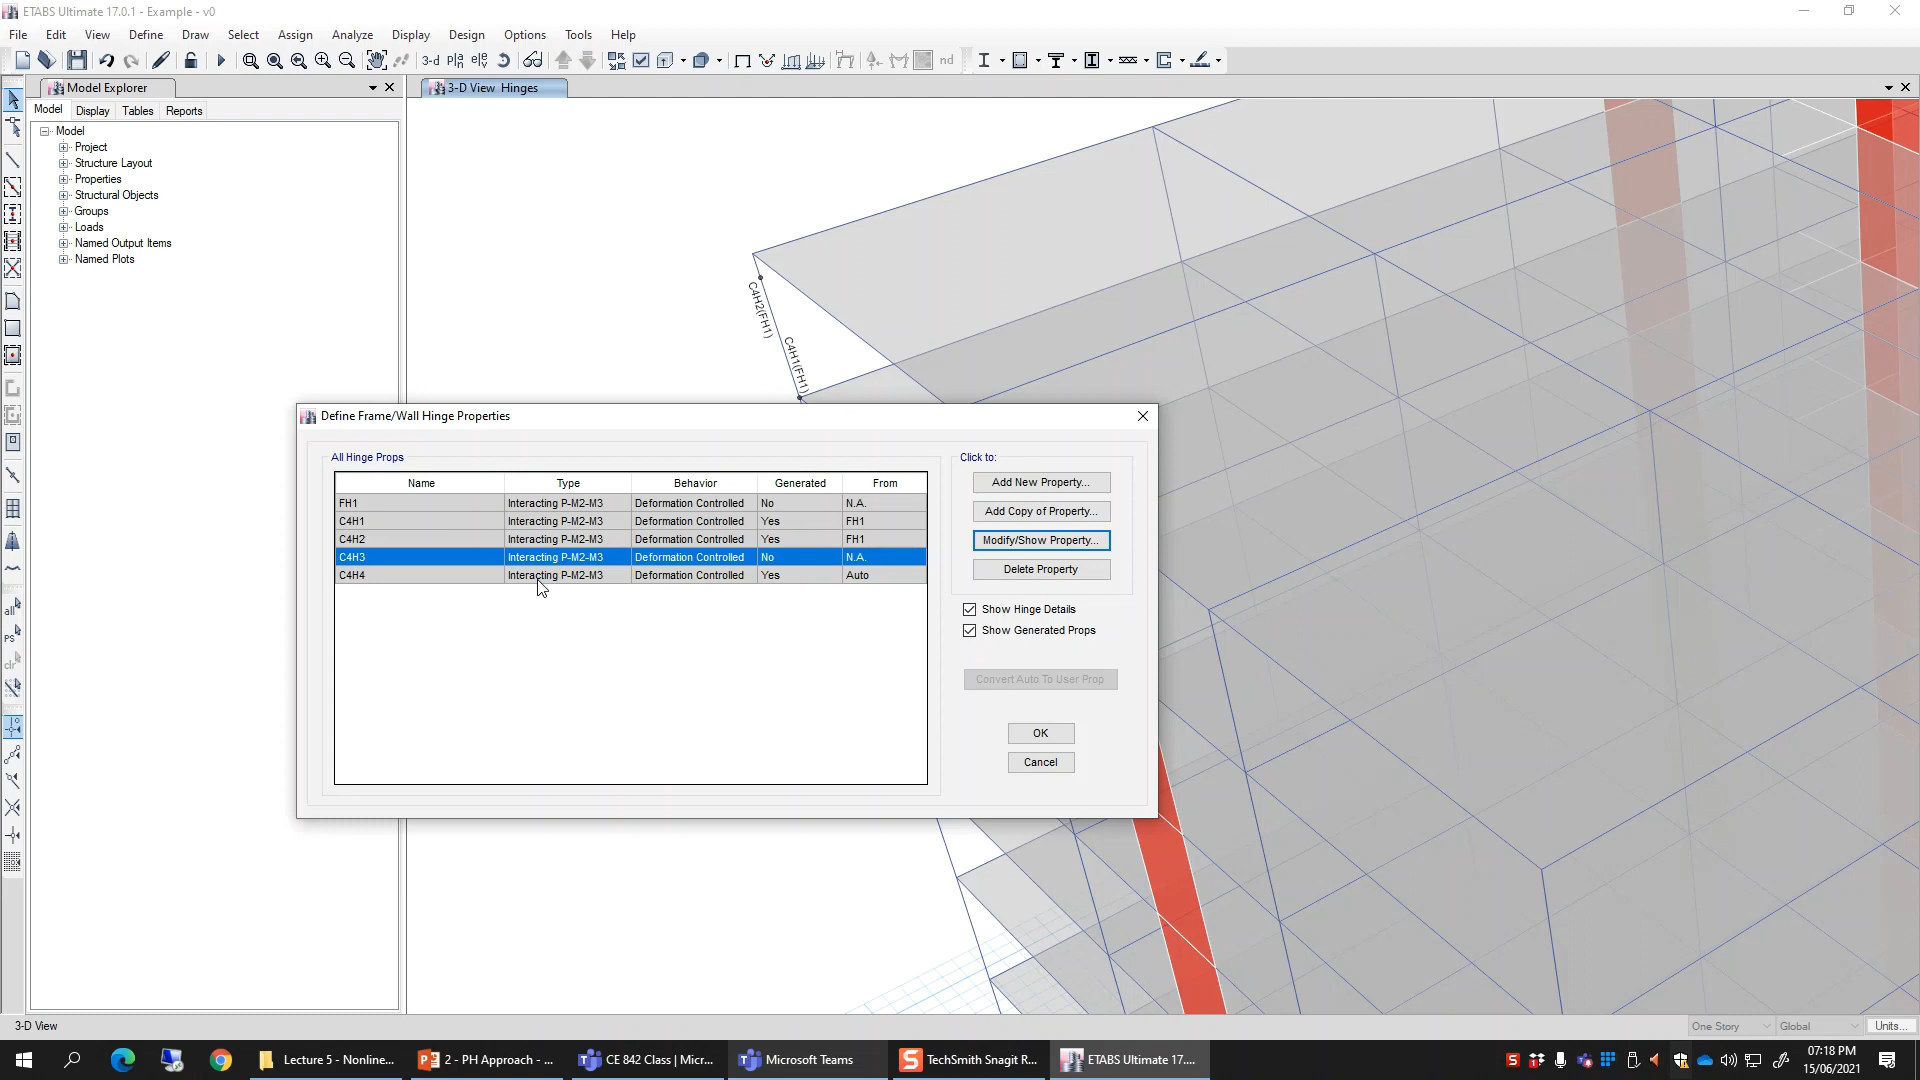 ETABS Ultimate 17.0.1 - Example - v0
File Edit View Define Draw Select Assign Analyze Display Design Options Tools Help
3-d nd
Model Explorer
3-D View Hinges
Model Display Tables Reports
Model
Project
Structure Layout
Properties
Structural Objects
Groups
Loads
Named Output Items
Named Plots
C4H2(FH1)
C4H1(FH1)
Define Frame/Wall Hinge Properties
All Hinge Props
Name Type Behavior Generated From
FH1 Interacting P-M2-M3 Deformation Controlled No N.A.
C4H1 Interacting P-M2-M3 Deformation Controlled Yes FH1
C4H2 Interacting P-M2-M3 Deformation Controlled Yes FH1
C4H3 Interacting P-M2-M3 Deformation Controlled No N.A.
C4H4 Interacting P-M2-M3 Deformation Controlled Yes Auto
Click to:
Add New Property...
Add Copy of Property...
Modify/Show Property...
Delete Property
Show Hinge Details
Show Generated Props
Convert Auto To User Prop
OK
Cancel
all
PS
clr
3-D View
One Story Global Units...
Lecture 5 - Nonline... 2 - PH Approach - ... CE 842 Class | Micr... Microsoft Teams TechSmith Snagit R... ETABS Ultimate 17....
07:18 PM
15/06/2021